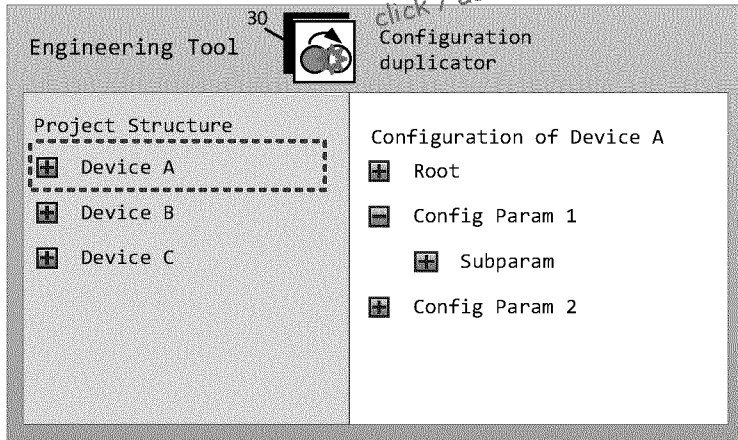 30
click /
Engineering Tool
Configuration
duplicator
Project Structure
Device A
Device B
Device C
Configuration of Device A
Root
Config Param 1
Subparam
Config Param 2